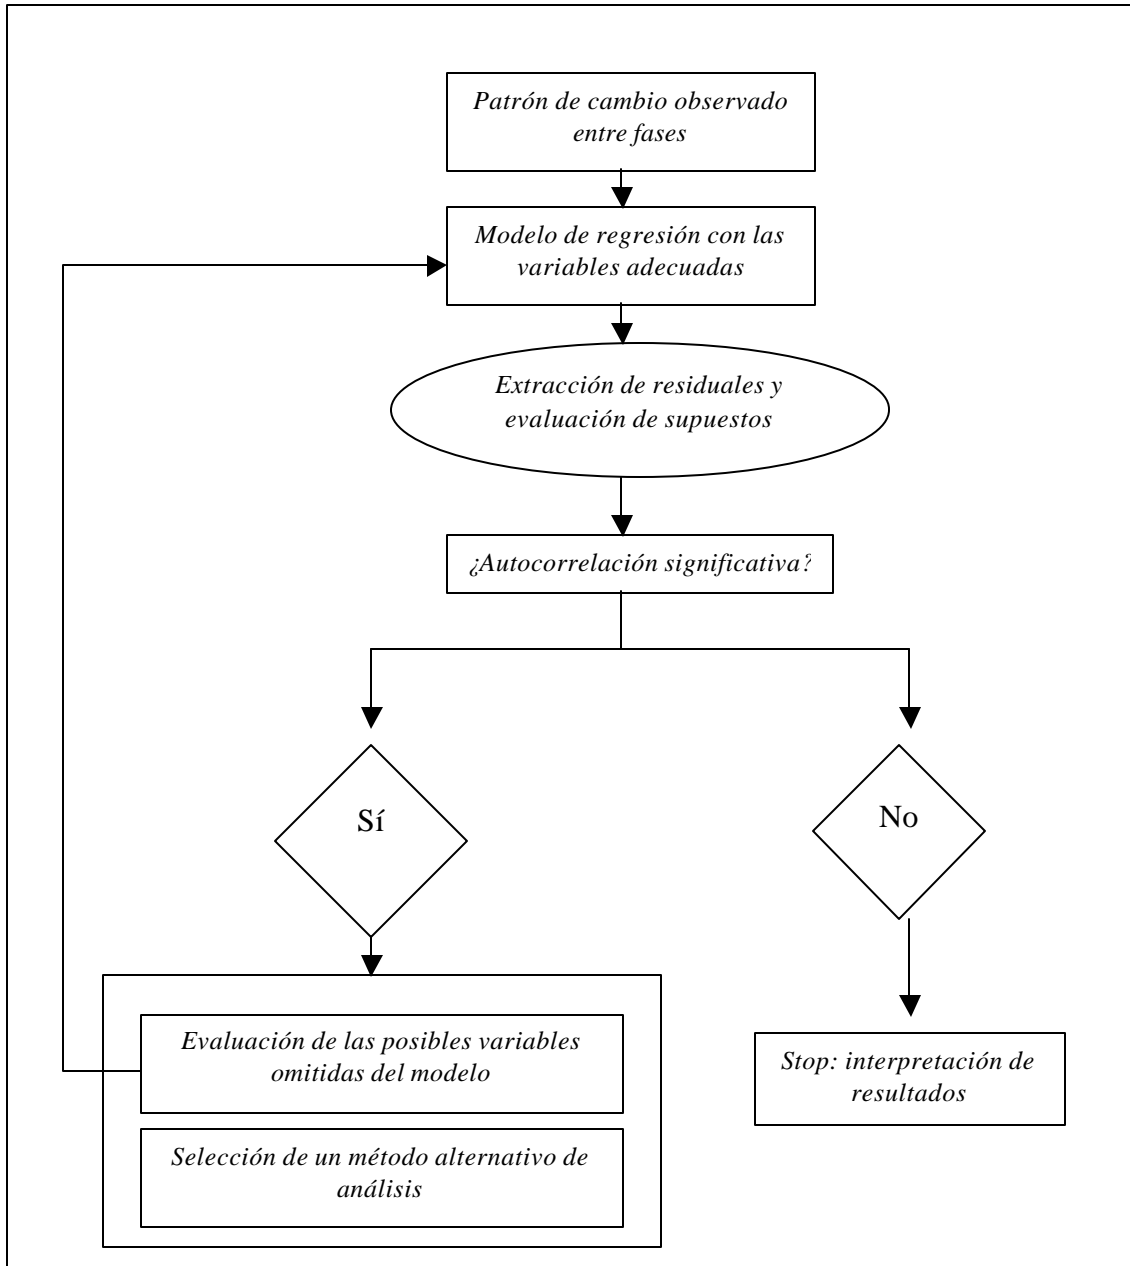 Patrón de cambio observado
entre fases
Modelo de regresión con las
variables adecuadas
Extracción de residuales y
evaluación de supuestos
¿Autocorrelación significativa?
Sí
No
Evaluación de las posibles variables
omitidas del modelo
Selección de un método alternativo de
análisis
Stop: interpretación de
resultados